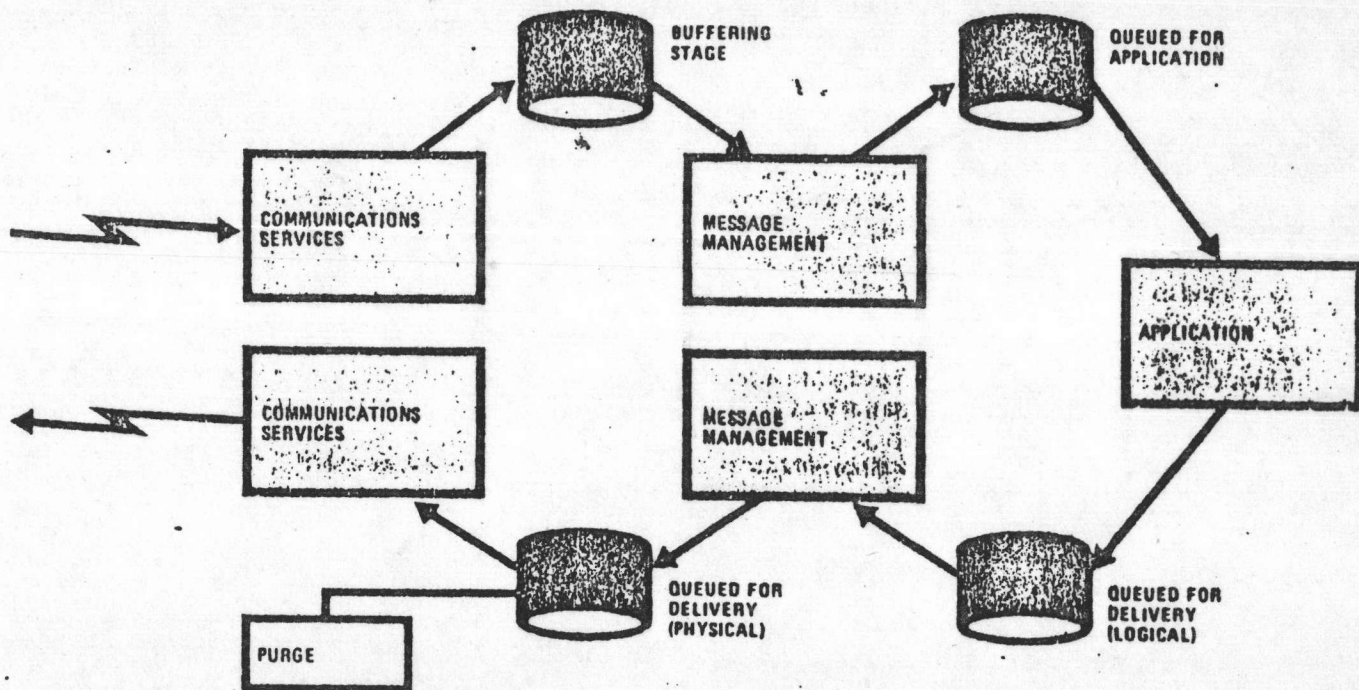 BUFFERING
STAGE
QUEUED FOR
APPLICATION
COMMUNICATIONS
SERVICES
MESSAGE
MANAGEMENT
APPLICATION
COMMUNICATIONS
SERVICES
MESSAGE
MANAGEMENT
QUEUED FOR
DELIVERY
(PHYSICAL)
QUEUED FOR
DELIVERY
(LOGICAL)
PURGE